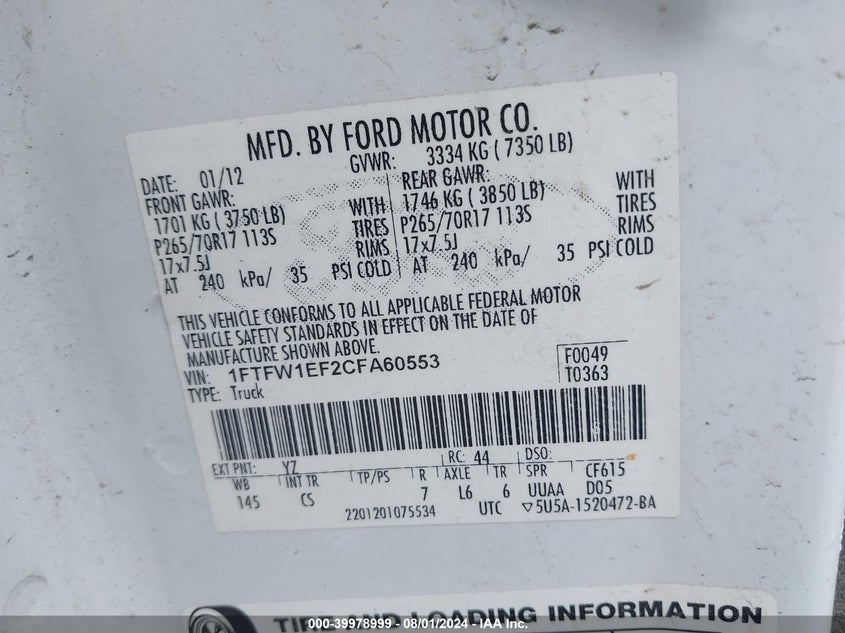 MFD. BY FORD MOTOR CO.
DATE: 01/12 GVWR: 3334 KG ( 7350 LB)
FRONT GAWR: REAR GAWR:
1701 KG ( 3750 LB) WITH 1746 KG ( 3850 LB) WITH
P265/70R17 113S TIRES P265/70R17 113S TIRES
17x7.5J RIMS 17x7.5J RIMS
AT 240 kPa/ 35 PSI COLD AT 240 kPa/ 35 PSI COLD
THIS VEHICLE CONFORMS TO ALL APPLICABLE FEDERAL MOTOR
VEHICLE SAFETY STANDARDS IN EFFECT ON THE DATE OF
MANUFACTURE SHOWN ABOVE.
VIN: 1FTFW1EF2CFA60553 F0049
TYPE: Truck T0363
EXT PNT: YZ RC: 44 DSO:
WB INT TR TP/PS R AXLE TR SPR CF615
145 CS 7 L6 6 UUAA D05
2201201075534 UTC ▽5U5A-1520472-BA
TIRE AND LOADING INFORMATION
000-39978999 - 08/01/2024 - IAA Inc.